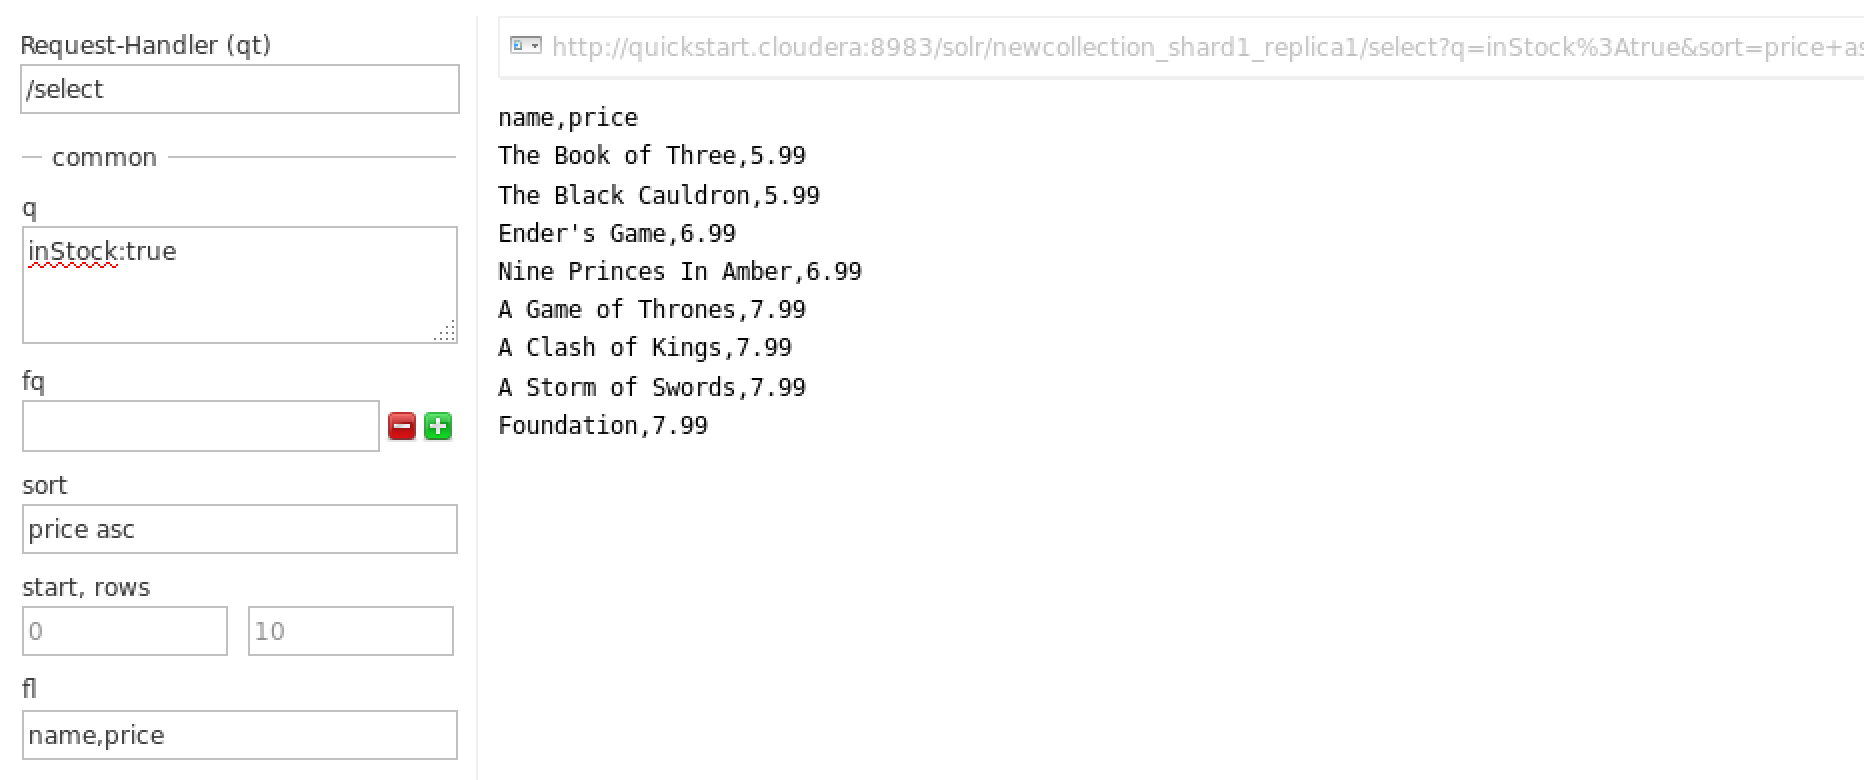 Request-Handler (qt)
/select
common
q
inStock:true
fq
sort
price asc
start, rows
0
10
fl
name,price
http://quickstart.cloudera:8983/solr/newcollection_shard1_replica1/select?q=inStock%3Atrue&sort=price+as
name,price
The Book of Three,5.99
The Black Cauldron,5.99
Ender's Game,6.99
Nine Princes In Amber,6.99
A Game of Thrones,7.99
A Clash of Kings,7.99
A Storm of Swords,7.99
Foundation,7.99